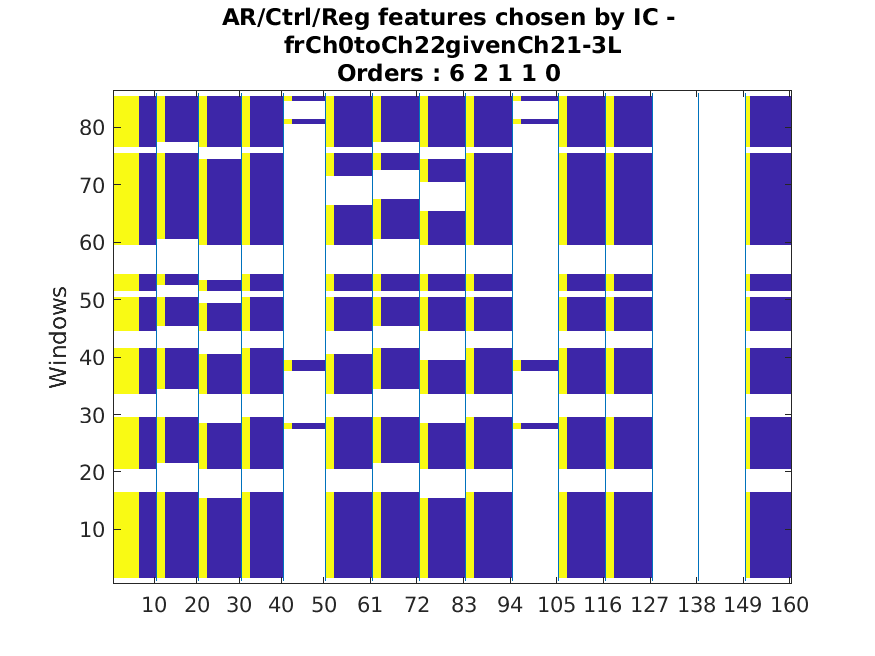 AR/Ctrl/Reg features chosen by IC -
frCh0toCh22givenCh21-3L
Orders : 6 2 1 1 0
80
70
60
50
40
30
20
10
Windows
10 20 30 40 50 61 72 83 94 105 116 127 138 149 160